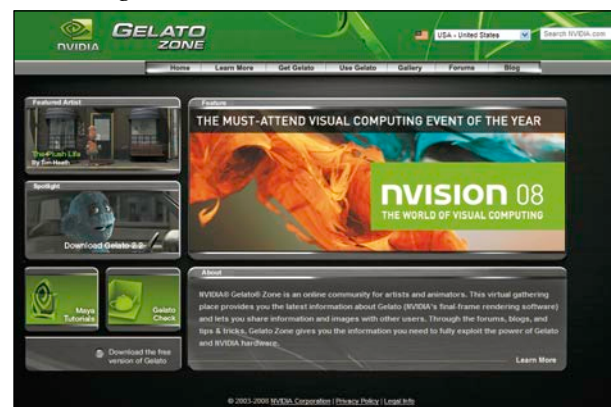 NVIDIA
GELATO
ZONE
USA - United States
Search NVIDIA.com
Home Learn More Get Gelato Use Gelato Gallery Forums Blog
Featured Artist
The Plush Life
By Tim Heath
Spotlight
Download Gelato 2.2
Maya
Tutorials
Gelato
Check
Download the free
version of Gelato
Feature
THE MUST-ATTEND VISUAL COMPUTING EVENT OF THE YEAR
NVISION 08
THE WORLD OF VISUAL COMPUTING
About
NVIDIA® Gelato® Zone is an online community for artists and animators. This virtual gathering
place provides you the latest information about Gelato (NVIDIA's final-frame rendering software)
and lets you share information and images with other users. Through the forums, blogs, and
tips & tricks, Gelato Zone gives you the information you need to fully exploit the power of Gelato
and NVIDIA hardware.
Learn More
© 2003-2008 NVIDIA Corporation | Privacy Policy | Legal Info